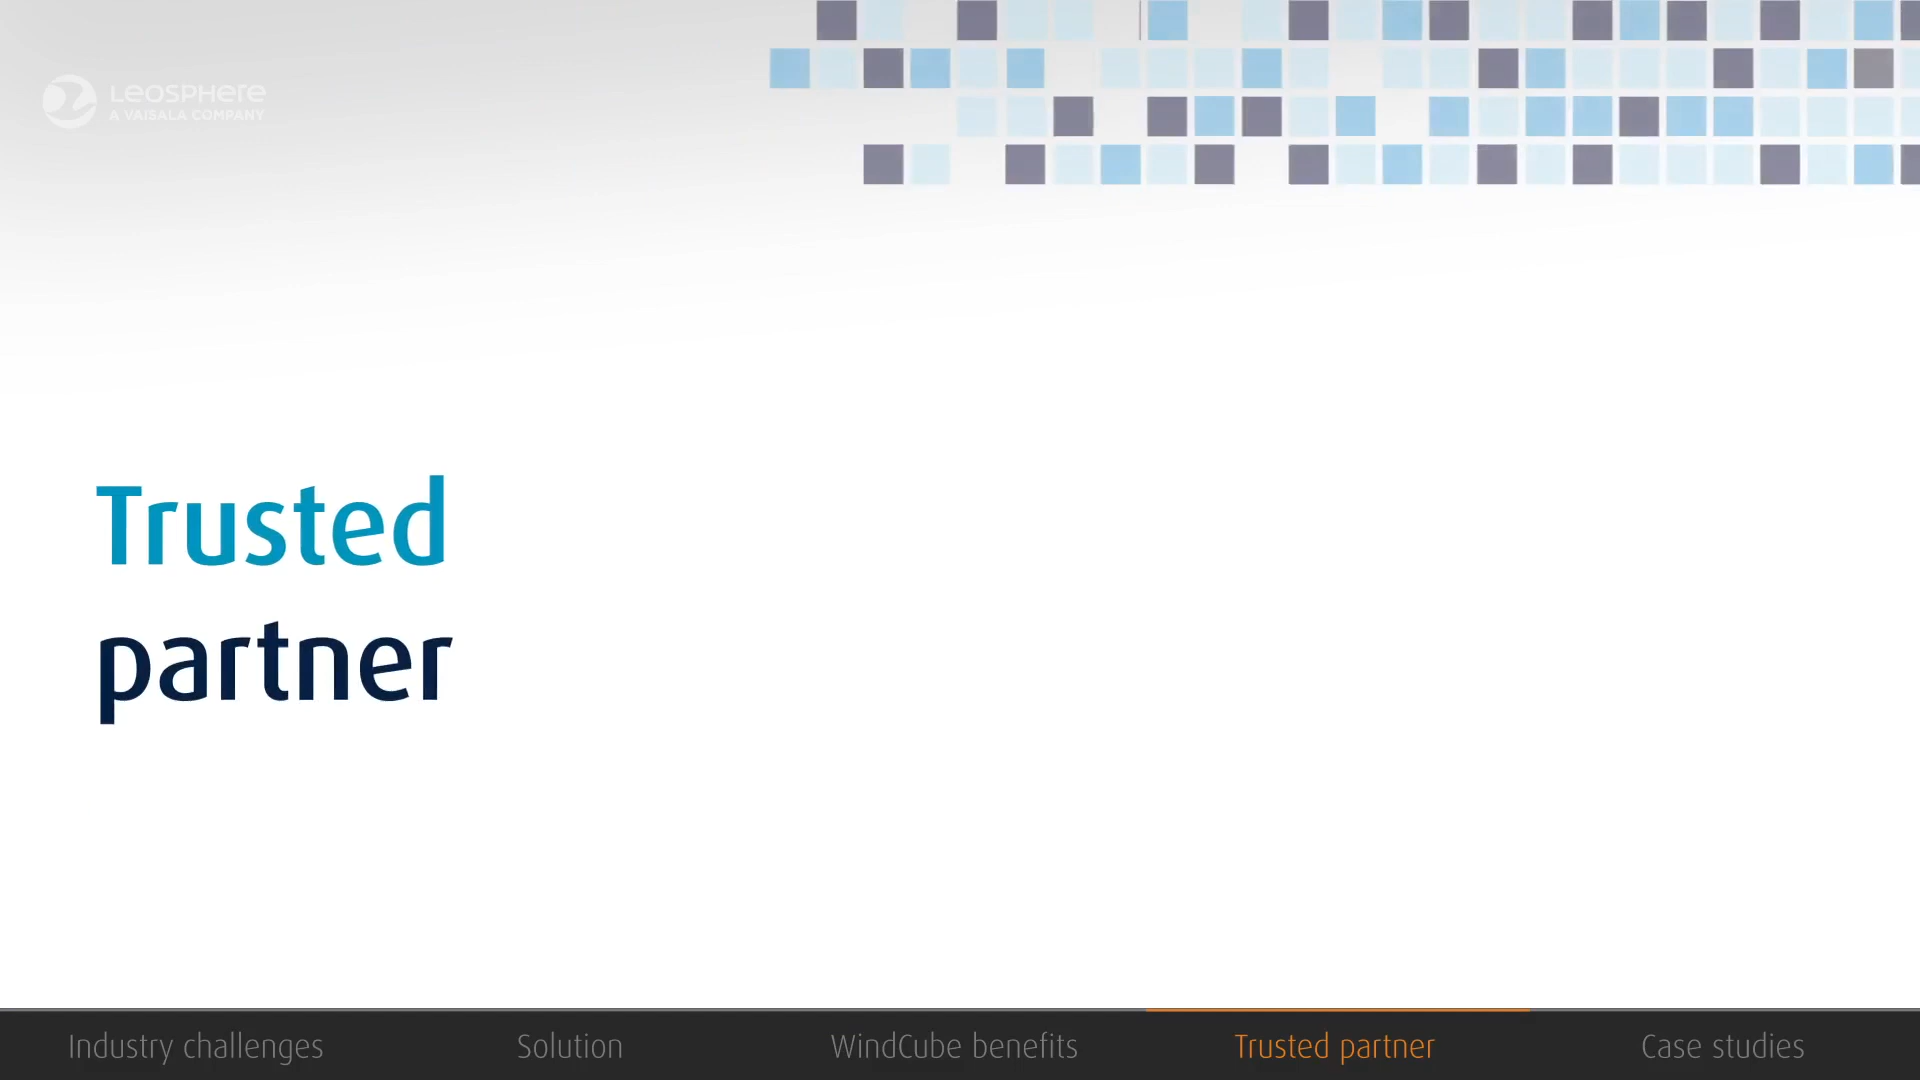 LEOSPHERE
A VAISALA COMPANY
Trusted
partner
Industry challenges
Solution
WindCube benefits
Trusted partner
Case studies